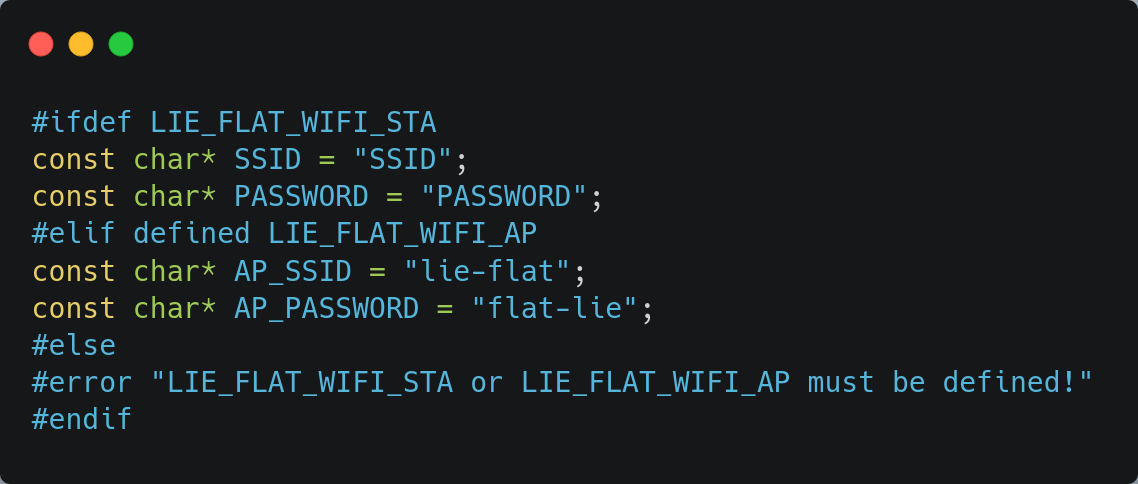 #ifdef LIE_FLAT_WIFI_STA
const char* SSID = "SSID";
const char* PASSWORD = "PASSWORD";
#elif defined LIE_FLAT_WIFI_AP
const char* AP_SSID = "lie-flat";
const char* AP_PASSWORD = "flat-lie";
#else
#error "LIE_FLAT_WIFI_STA or LIE_FLAT_WIFI_AP must be defined!"
#endif